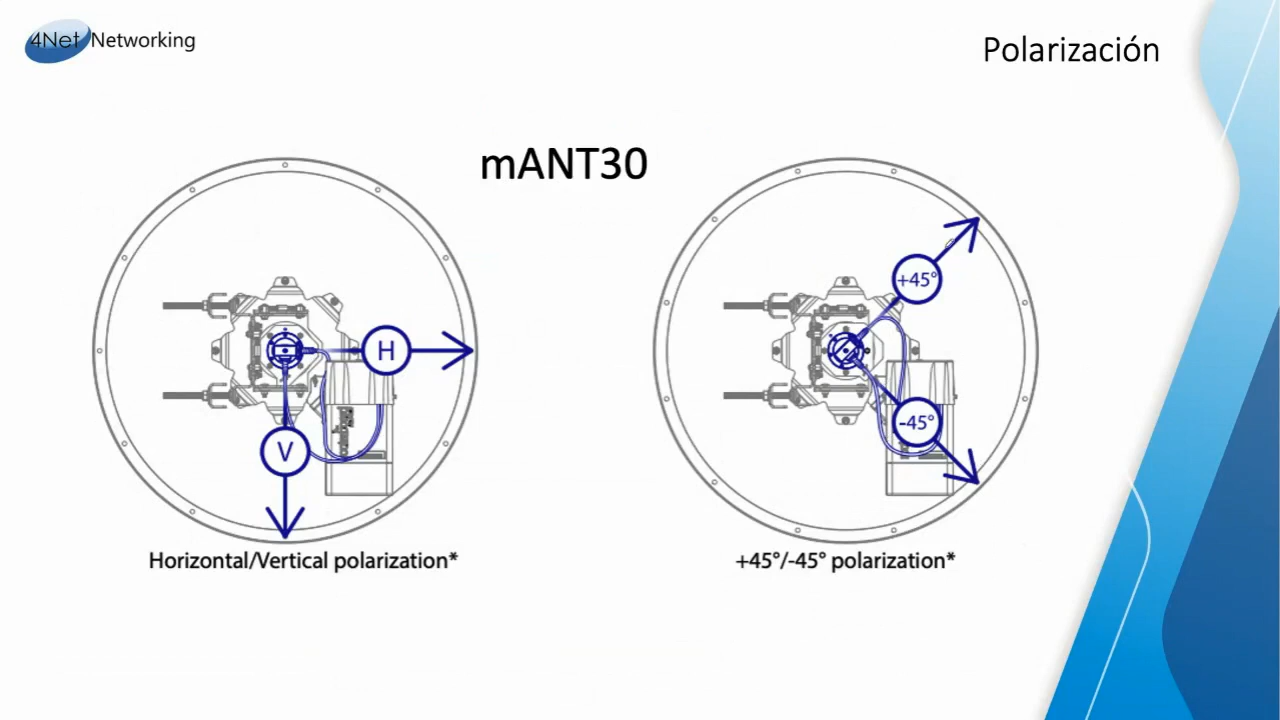 4Net Networking
Polarización
mANT30
+45°
H
-45°
V
Horizontal/Vertical polarization*
+45°/-45° polarization*